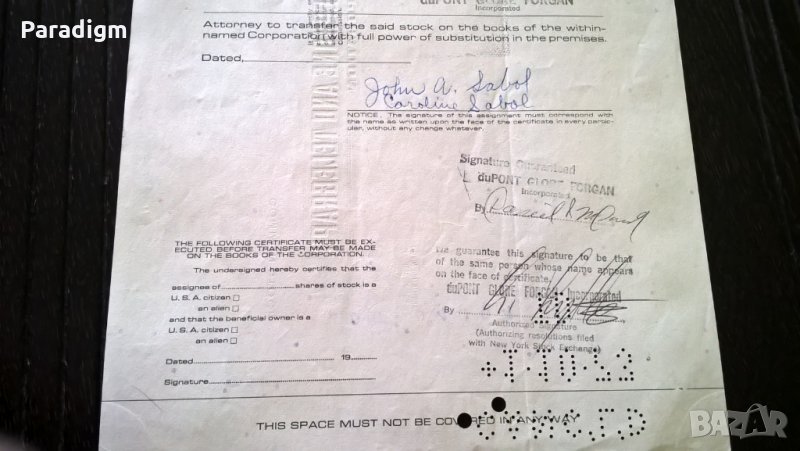 Paradigm
duPONT GLORE FORGAN
Incorporated
Attorney to transfer the said stock on the books of the within-
named Corporation with full power of substitution in the premises.
Dated,
John A. Sabol
Caroline Sabol
NOTICE. The signature of this assignment must correspond with
the name as written upon the face of the certificate in every partic-
ular, without any change whatever.
Signature Guaranteed
duPONT GLORE FORGAN
Incorporated
By
THE FOLLOWING CERTIFICATE MUST BE EX-
ECUTED BEFORE TRANSFER MAY BE MADE
ON THE BOOKS OF THE CORPORATION.
The undersigned hereby certifies that the
assignee of shares of stock is a
U. S. A. citizen
an alien
and that the beneficial owner is a
U. S. A. citizen
an alien
Dated 19
Signature
We guarantee this signature to be that
of the same person whose name appears
on the face of certificate,
duPONT GLORE FORGAN Incorporated
By
Authorized Signature
(Authorizing resolutions filed
with New York Stock Exchange)
THIS SPACE MUST NOT BE COVERED IN ANY WAY
BAZAR